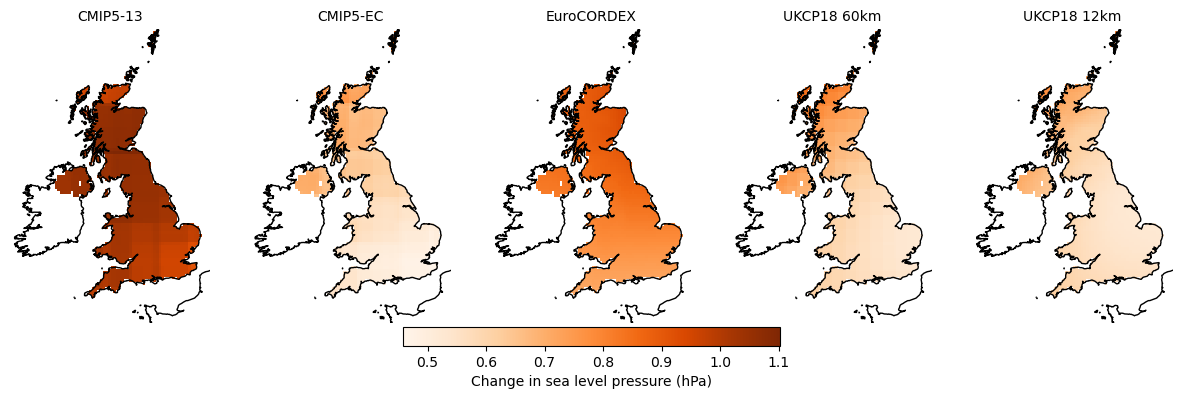 CMIP5-13 CMIP5-EC EuroCORDEX UKCP18 60km UKCP18 12km
0.5 0.6 0.7 0.8 0.9 1.0 1.1
Change in sea level pressure (hPa)